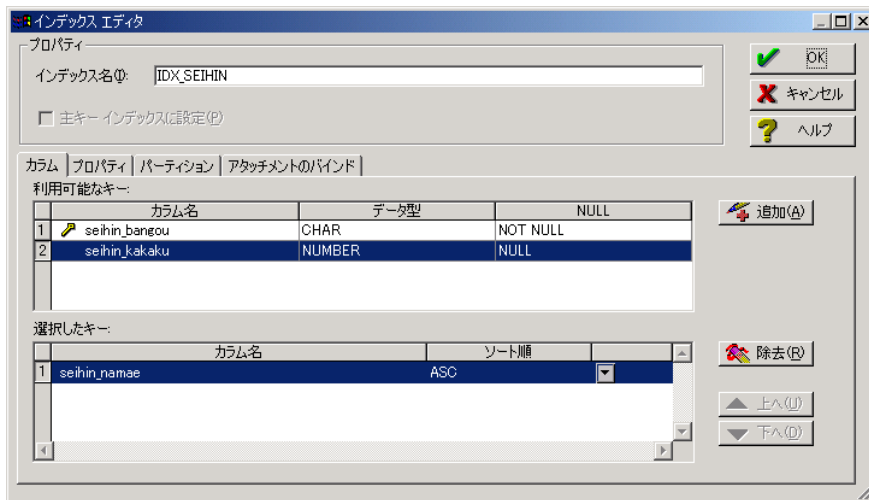 インデックス エディタ
プロパティ
インデックス名(I): IDX_SEIHIN
主キー インデックスに設定(P)
OK
キャンセル
ヘルプ
カラム プロパティ パーティション アタッチメントのバインド
利用可能なキー:
カラム名 データ型 NULL
1 seihin_bangou CHAR NOT NULL
2 seihin_kakaku NUMBER NULL
追加(A)
選択したキー:
カラム名 ソート順
1 seihin_namae ASC
除去(R)
上へ(U)
下へ(D)